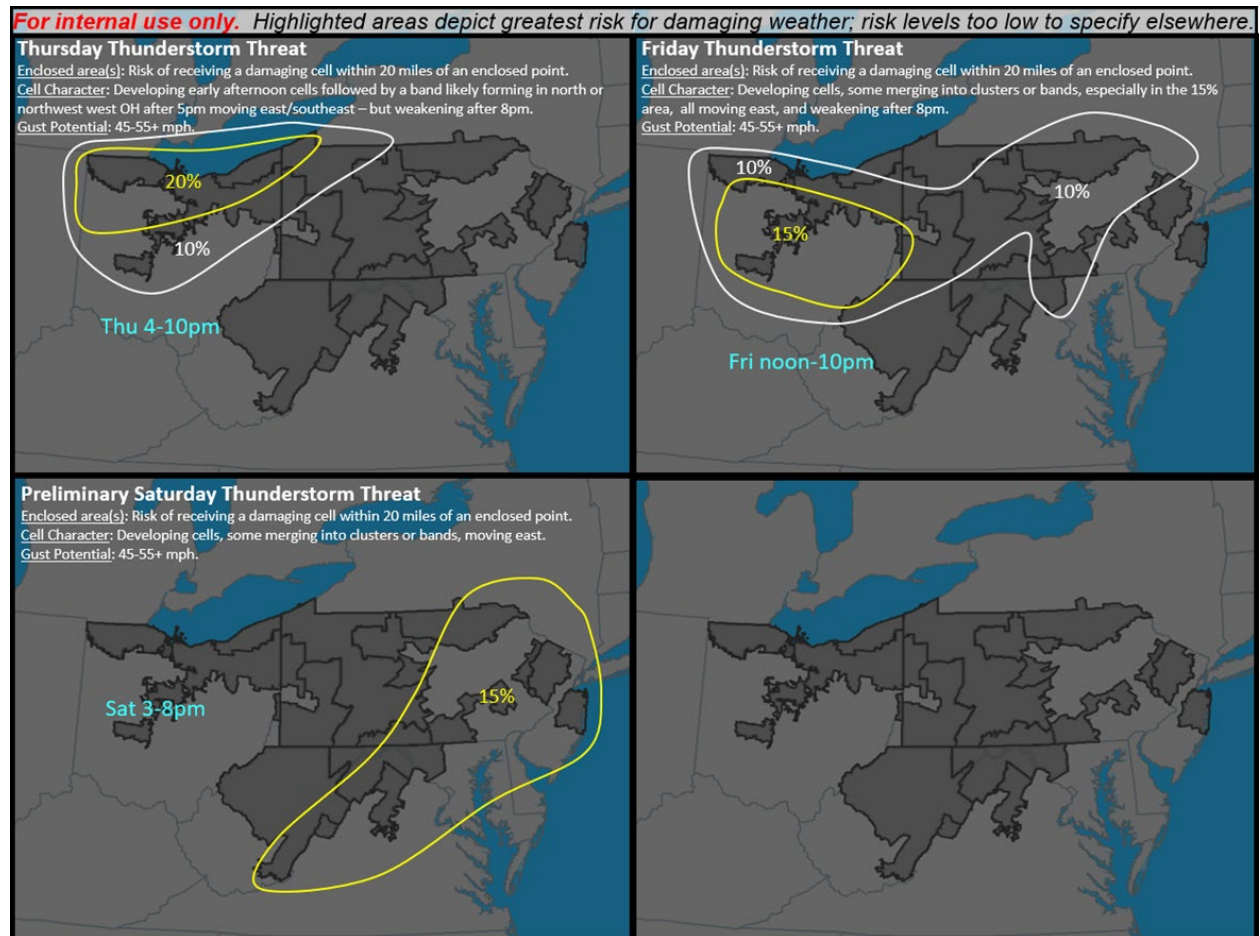 For internal use only. Highlighted areas depict greatest risk for damaging weather; risk levels too low to specify elsewhere.
Thursday Thunderstorm Threat
Enclosed area(s): Risk of receiving a damaging cell within 20 miles of an enclosed point.
Cell Character: Developing early afternoon cells followed by a band likely forming in north or
northwest west OH after 5pm moving east/southeast – but weakening after 8pm.
Gust Potential: 45-55+ mph.
20%
10%
Thu 4-10pm
Friday Thunderstorm Threat
Enclosed area(s): Risk of receiving a damaging cell within 20 miles of an enclosed point.
Cell Character: Developing cells, some merging into clusters or bands, especially in the 15%
area, all moving east, and weakening after 8pm.
Gust Potential: 45-55+ mph.
10%
10%
15%
Fri noon-10pm
Preliminary Saturday Thunderstorm Threat
Enclosed area(s): Risk of receiving a damaging cell within 20 miles of an enclosed point.
Cell Character: Developing cells, some merging into clusters or bands, moving east.
Gust Potential: 45-55+ mph.
15%
Sat 3-8pm